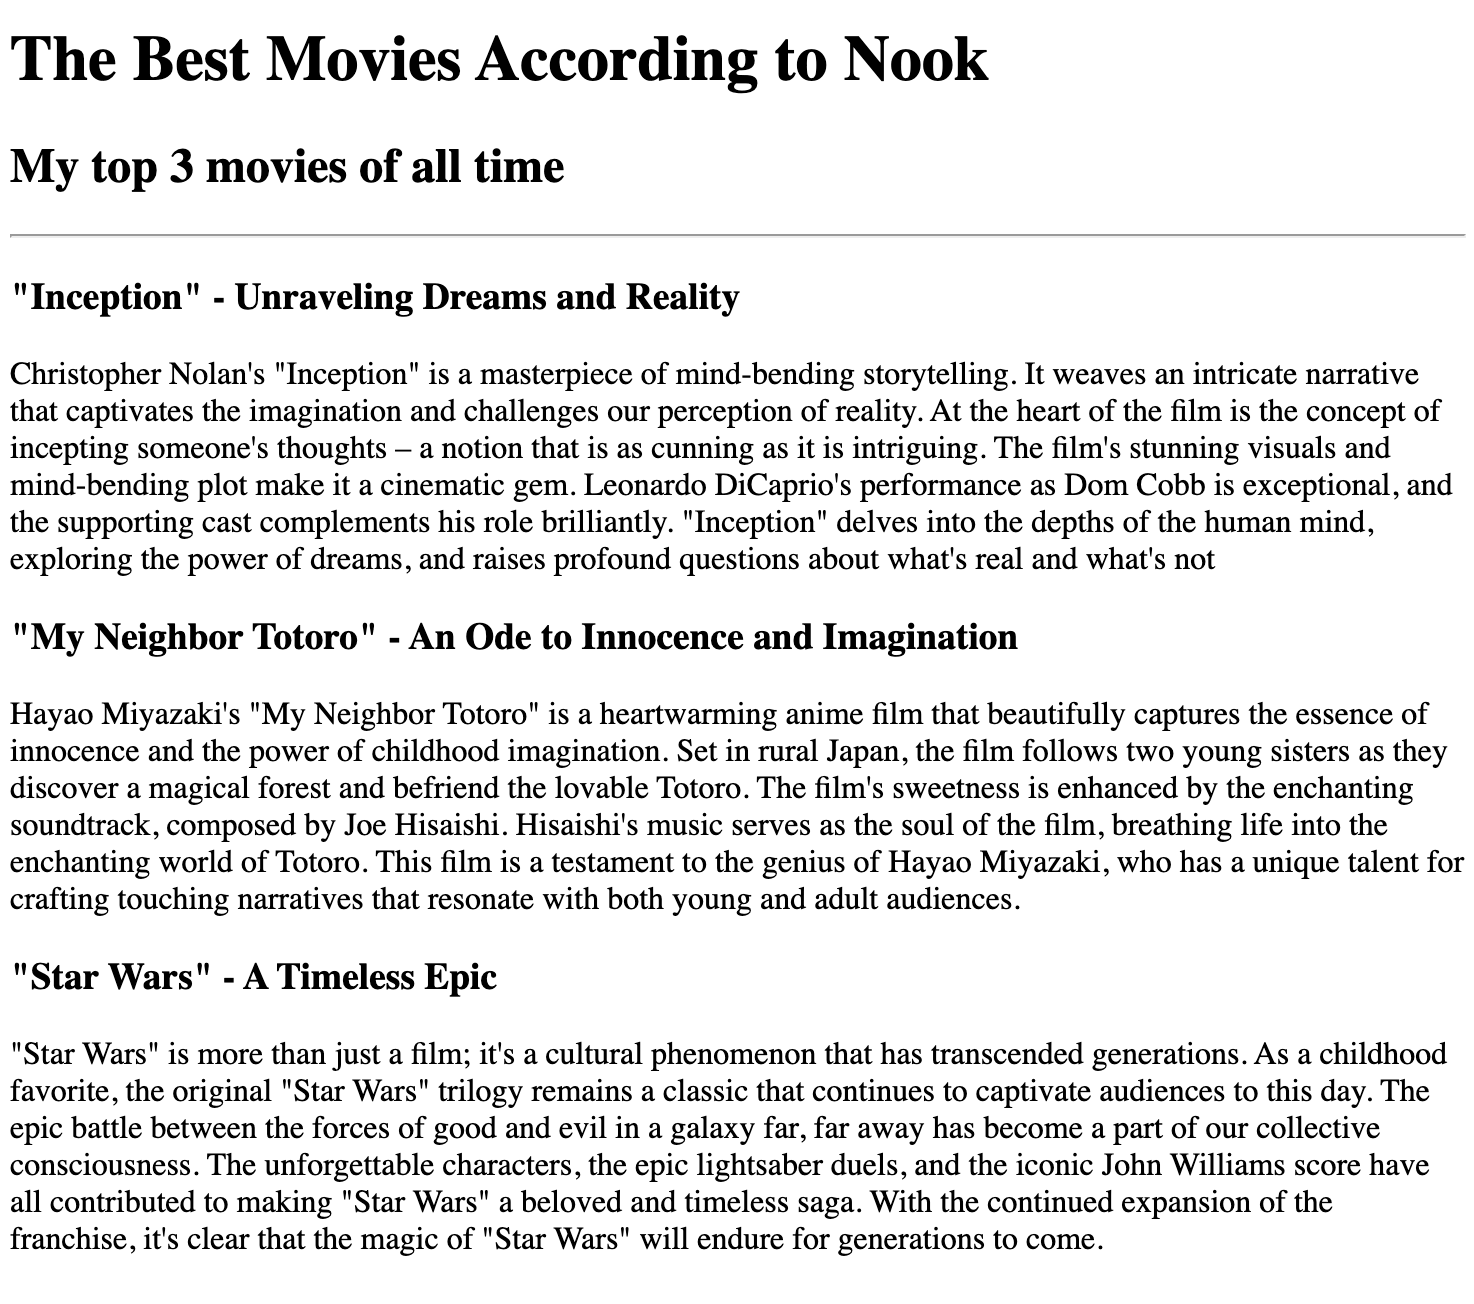 The Best Movies According to Nook
My top 3 movies of all time
"Inception" - Unraveling Dreams and Reality
Christopher Nolan's "Inception" is a masterpiece of mind-bending storytelling. It weaves an intricate narrative
that captivates the imagination and challenges our perception of reality. At the heart of the film is the concept of
incepting someone's thoughts – a notion that is as cunning as it is intriguing. The film's stunning visuals and
mind-bending plot make it a cinematic gem. Leonardo DiCaprio's performance as Dom Cobb is exceptional, and
the supporting cast complements his role brilliantly. "Inception" delves into the depths of the human mind,
exploring the power of dreams, and raises profound questions about what's real and what's not
"My Neighbor Totoro" - An Ode to Innocence and Imagination
Hayao Miyazaki's "My Neighbor Totoro" is a heartwarming anime film that beautifully captures the essence of
innocence and the power of childhood imagination. Set in rural Japan, the film follows two young sisters as they
discover a magical forest and befriend the lovable Totoro. The film's sweetness is enhanced by the enchanting
soundtrack, composed by Joe Hisaishi. Hisaishi's music serves as the soul of the film, breathing life into the
enchanting world of Totoro. This film is a testament to the genius of Hayao Miyazaki, who has a unique talent for
crafting touching narratives that resonate with both young and adult audiences.
"Star Wars" - A Timeless Epic
"Star Wars" is more than just a film; it's a cultural phenomenon that has transcended generations. As a childhood
favorite, the original "Star Wars" trilogy remains a classic that continues to captivate audiences to this day. The
epic battle between the forces of good and evil in a galaxy far, far away has become a part of our collective
consciousness. The unforgettable characters, the epic lightsaber duels, and the iconic John Williams score have
all contributed to making "Star Wars" a beloved and timeless saga. With the continued expansion of the
franchise, it's clear that the magic of "Star Wars" will endure for generations to come.